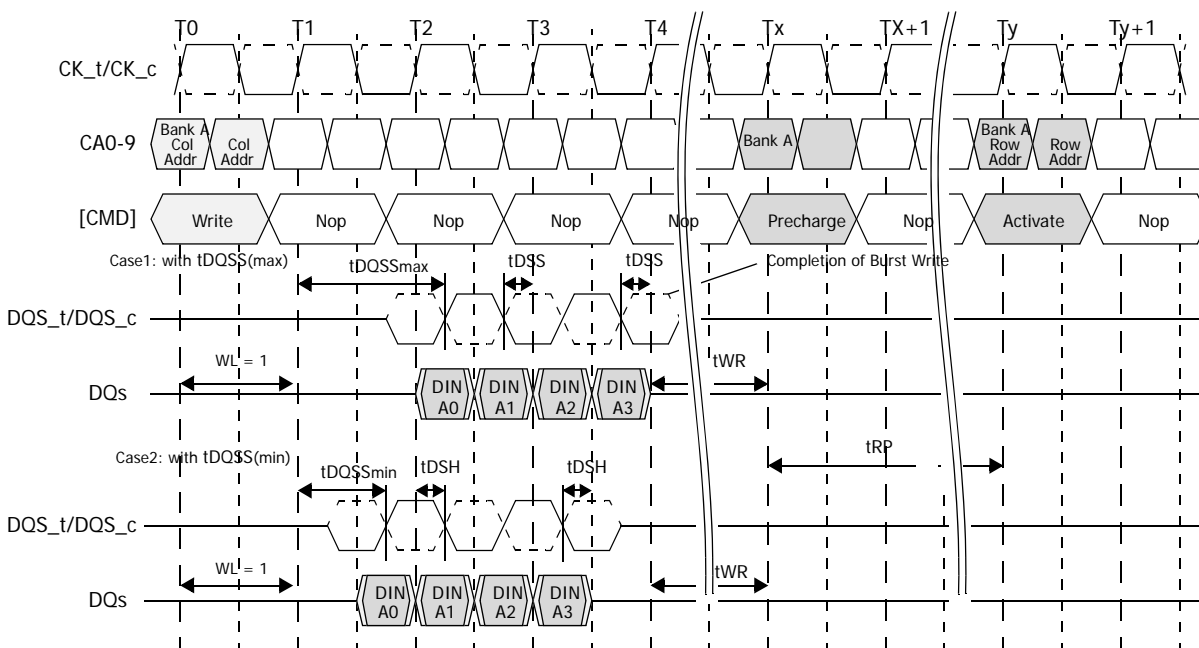 T0 T1 T2 T3 T4 Tx TX+1 Ty Ty+1
CK_t/CK_c
CA0-9
Bank A Col Addr
Col Addr
Bank A
Bank A Row Addr
Row Addr
[CMD]
Write Nop Nop Nop Nop Precharge Nop Activate Nop
Case1: with tDQSS(max)
tDQSSmax
tDSS
tDSS
Completion of Burst Write
DQS_t/DQS_c
WL = 1
tWR
DQs
DIN A0
DIN A1
DIN A2
DIN A3
Case2: with tDQSS(min)
tDQSSmin
tDSH
tDSH
tRP
DQS_t/DQS_c
WL = 1
tWR
DQs
DIN A0
DIN A1
DIN A2
DIN A3